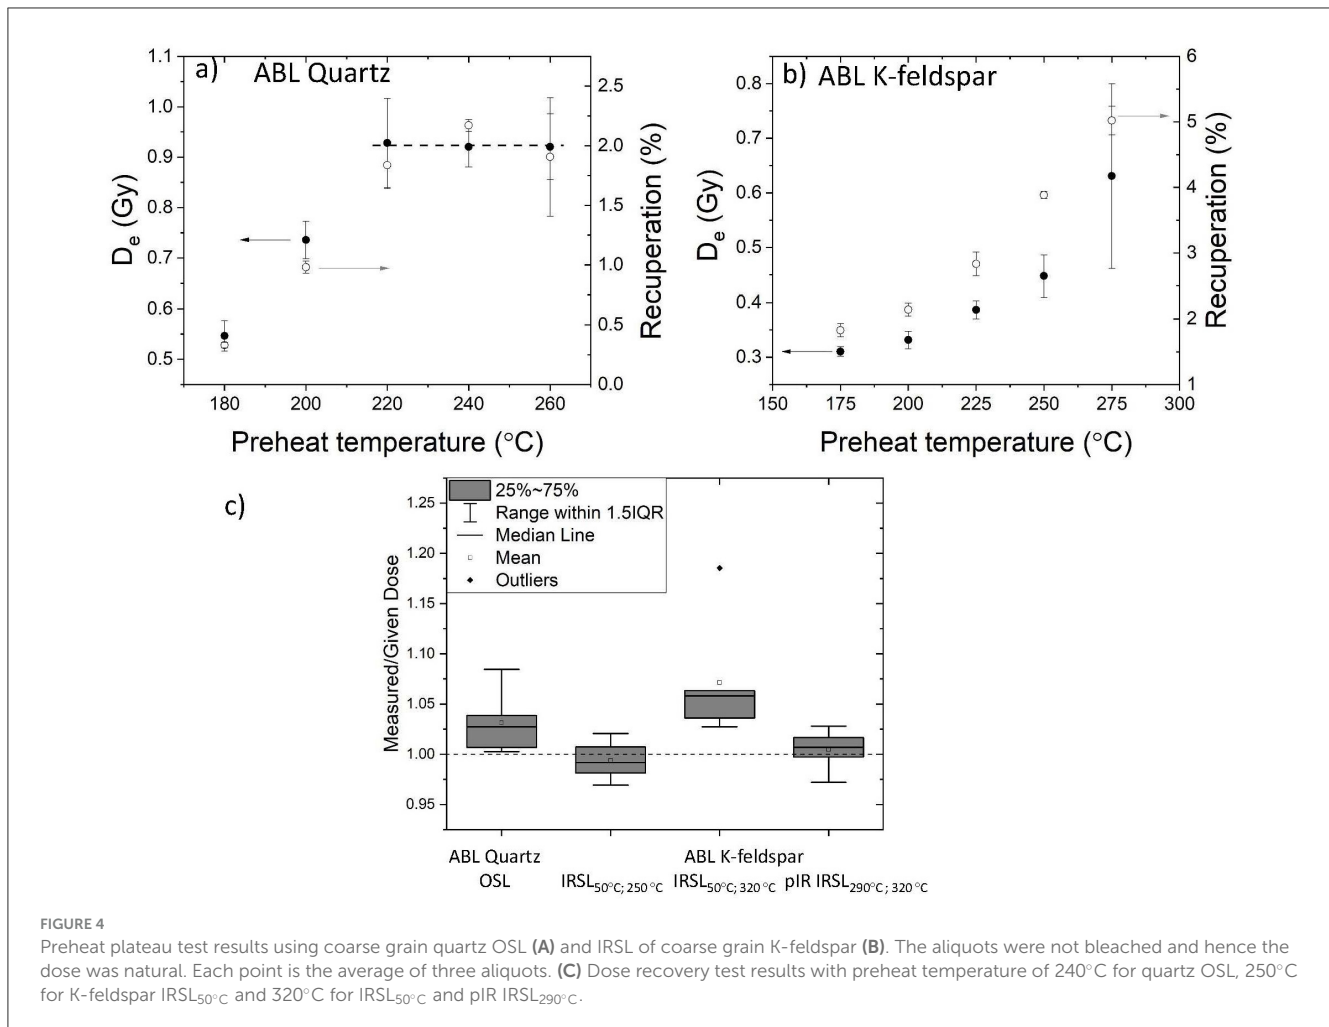 a) ABL Quartz
1.1
1.0
0.9
0.8
0.7
0.6
0.5
D_e (Gy)
2.5
2.0
1.5
1.0
0.5
0.0
Recuperation (%)
180 200 220 240 260
Preheat temperature (°C)
b) ABL K-feldspar
0.8
0.7
0.6
0.5
0.4
0.3
D_e (Gy)
6
5
4
3
2
1
Recuperation (%)
150 175 200 225 250 275 300
Preheat temperature (°C)
c)
25%~75%
Range within 1.5IQR
Median Line
Mean
Outliers
1.25
1.20
1.15
1.10
1.05
1.00
0.95
Measured/Given Dose
ABL Quartz ABL K-feldspar
OSL IRSL50°C; 250°C IRSL50°C; 320°C pIR IRSL290°C; 320°C
FIGURE 4
Preheat plateau test results using coarse grain quartz OSL (A) and IRSL of coarse grain K-feldspar (B). The aliquots were not bleached and hence the
dose was natural. Each point is the average of three aliquots. (C) Dose recovery test results with preheat temperature of 240°C for quartz OSL, 250°C
for K-feldspar IRSL50°C and 320°C for IRSL50°C and pIR IRSL290°C.